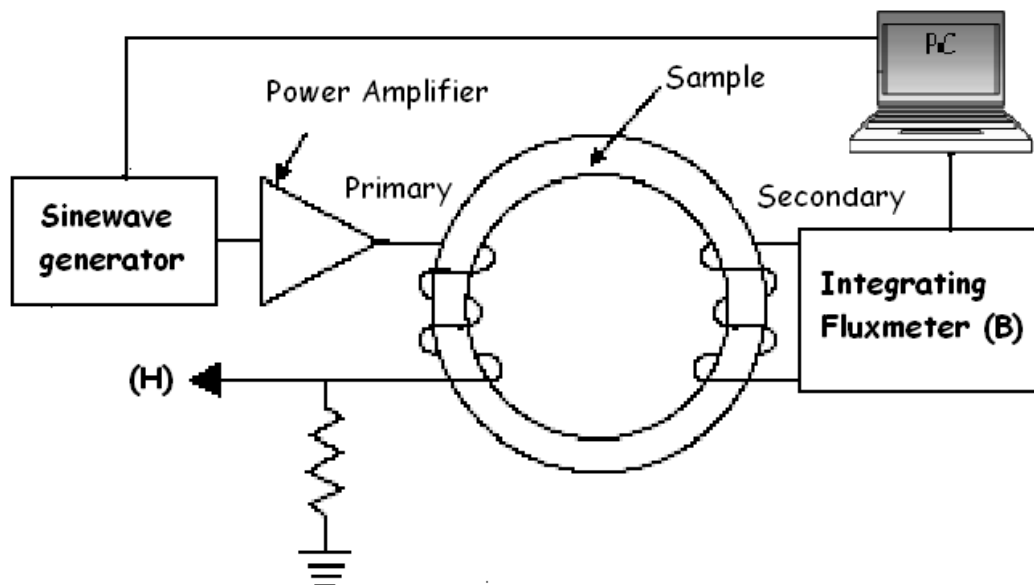 PC
Power Amplifier
Sample
Primary
Secondary
Sinewave
generator
Integrating
Fluxmeter (B)
(H)